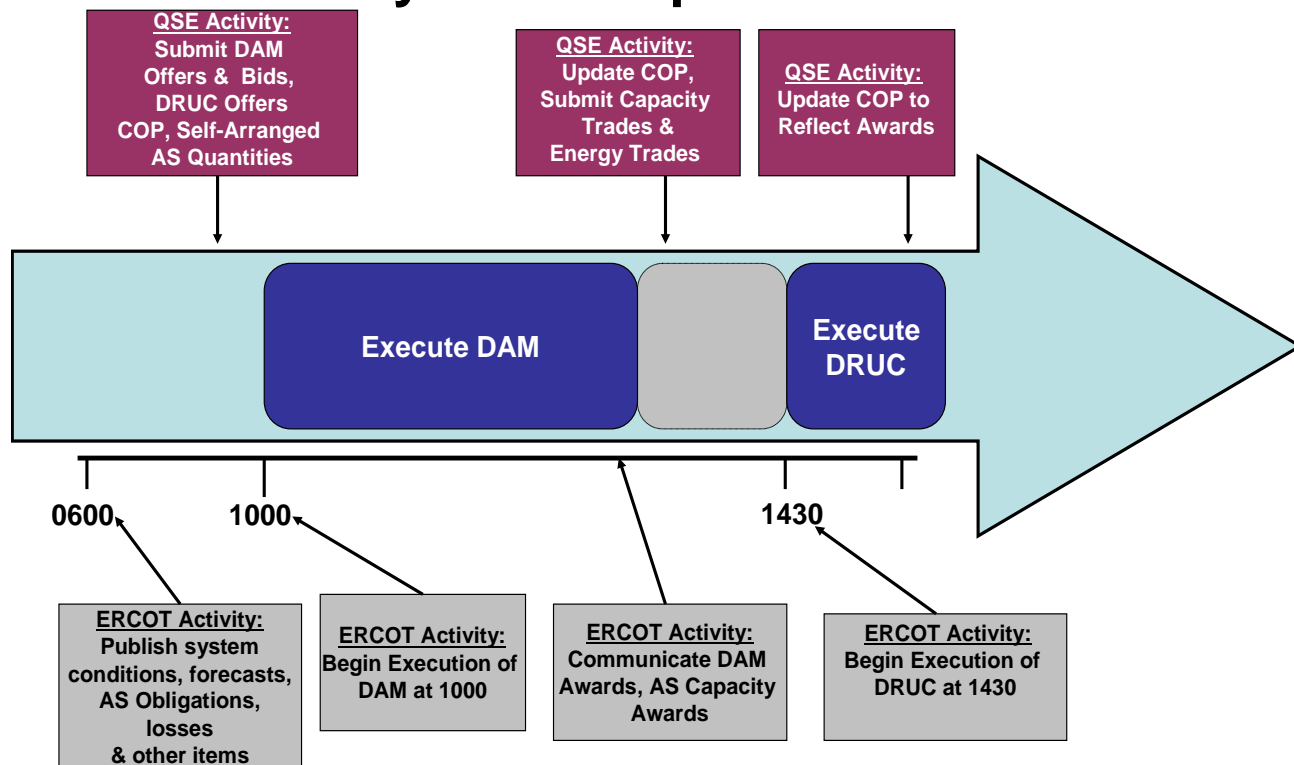 QSE Activity:
Submit DAM
Offers & Bids,
DRUC Offers
COP, Self-Arranged
AS Quantities
QSE Activity:
Update COP,
Submit Capacity
Trades &
Energy Trades
QSE Activity:
Update COP to
Reflect Awards
Execute DAM
Execute
DRUC
0600
1000
1430
ERCOT Activity:
Publish system
conditions, forecasts,
AS Obligations,
losses
& other items
ERCOT Activity:
Begin Execution of
DAM at 1000
ERCOT Activity:
Communicate DAM
Awards, AS Capacity
Awards
ERCOT Activity:
Begin Execution of
DRUC at 1430